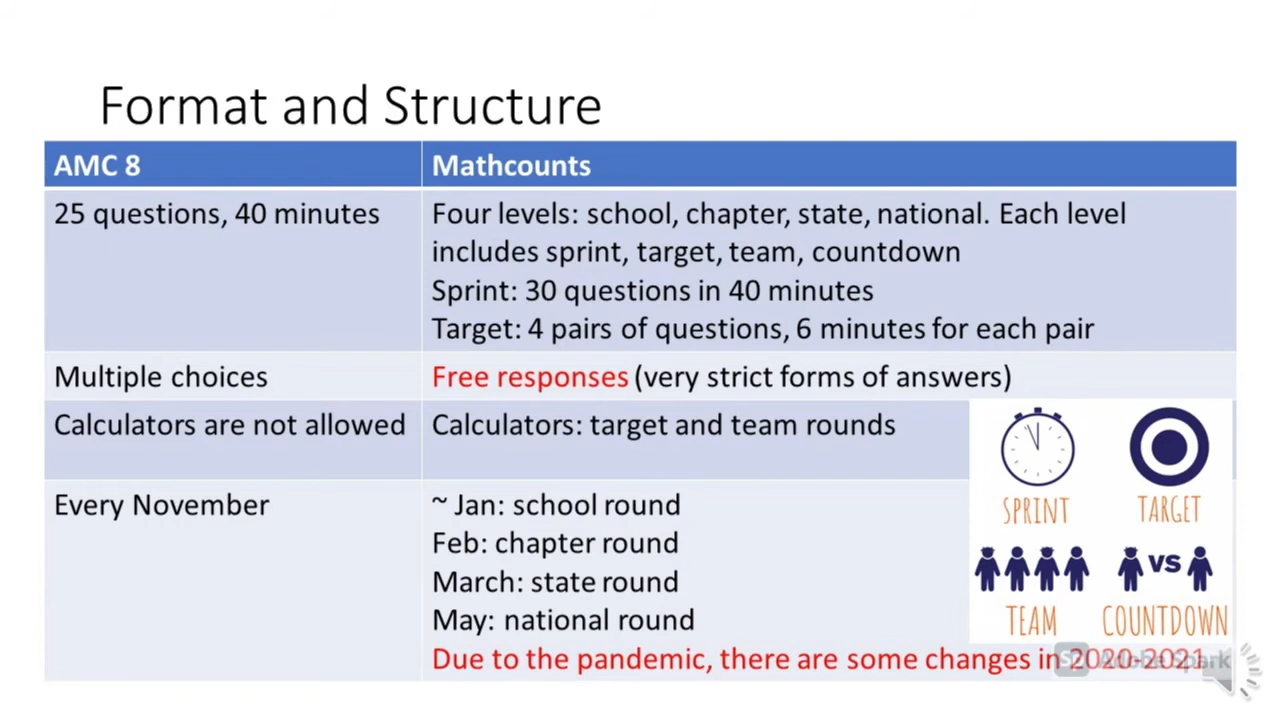 Format and Structure
AMC 8
Mathcounts
25 questions, 40 minutes
Four levels: school, chapter, state, national. Each level
includes sprint, target, team, countdown
Sprint: 30 questions in 40 minutes
Target: 4 pairs of questions, 6 minutes for each pair
Multiple choices
Free responses (very strict forms of answers)
Calculators are not allowed
Calculators: target and team rounds
Every November
~ Jan: school round
Feb: chapter round
March: state round
May: national round
Due to the pandemic, there are some changes in 2020-2021
SPRINT
TARGET
TEAM
VS
COUNTDOWN
Sp Adobe Spark